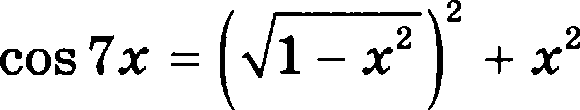 cos 7x = (√(1 − x²))² + x²